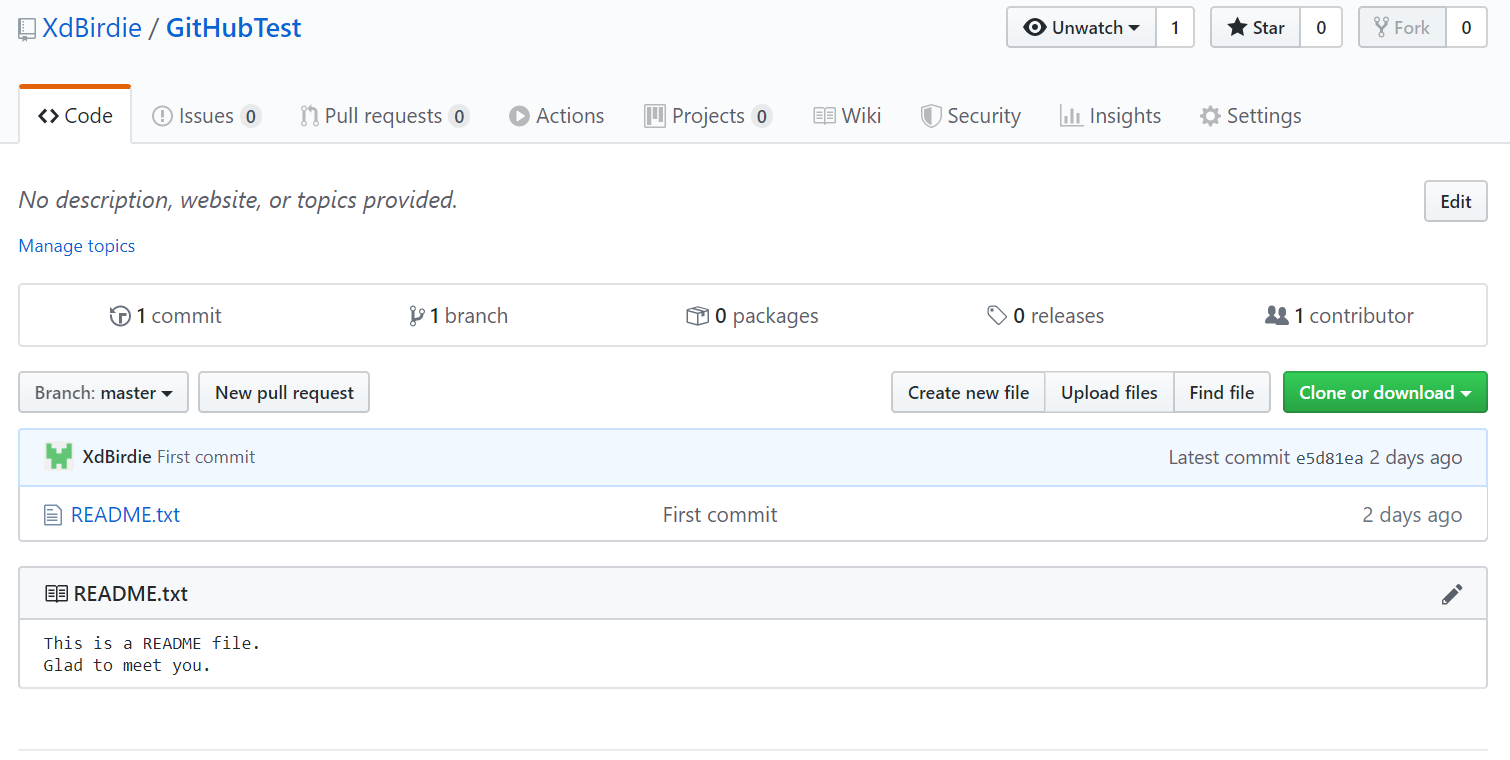 XdBirdie / GitHubTest
Unwatch 1 Star 0 Fork 0
Code Issues 0 Pull requests 0 Actions Projects 0 Wiki Security Insights Settings
No description, website, or topics provided.
Edit
Manage topics
1 commit 1 branch 0 packages 0 releases 1 contributor
Branch: master New pull request Create new file Upload files Find file Clone or download
XdBirdie First commit Latest commit e5d81ea 2 days ago
README.txt First commit 2 days ago
README.txt
This is a README file.
Glad to meet you.